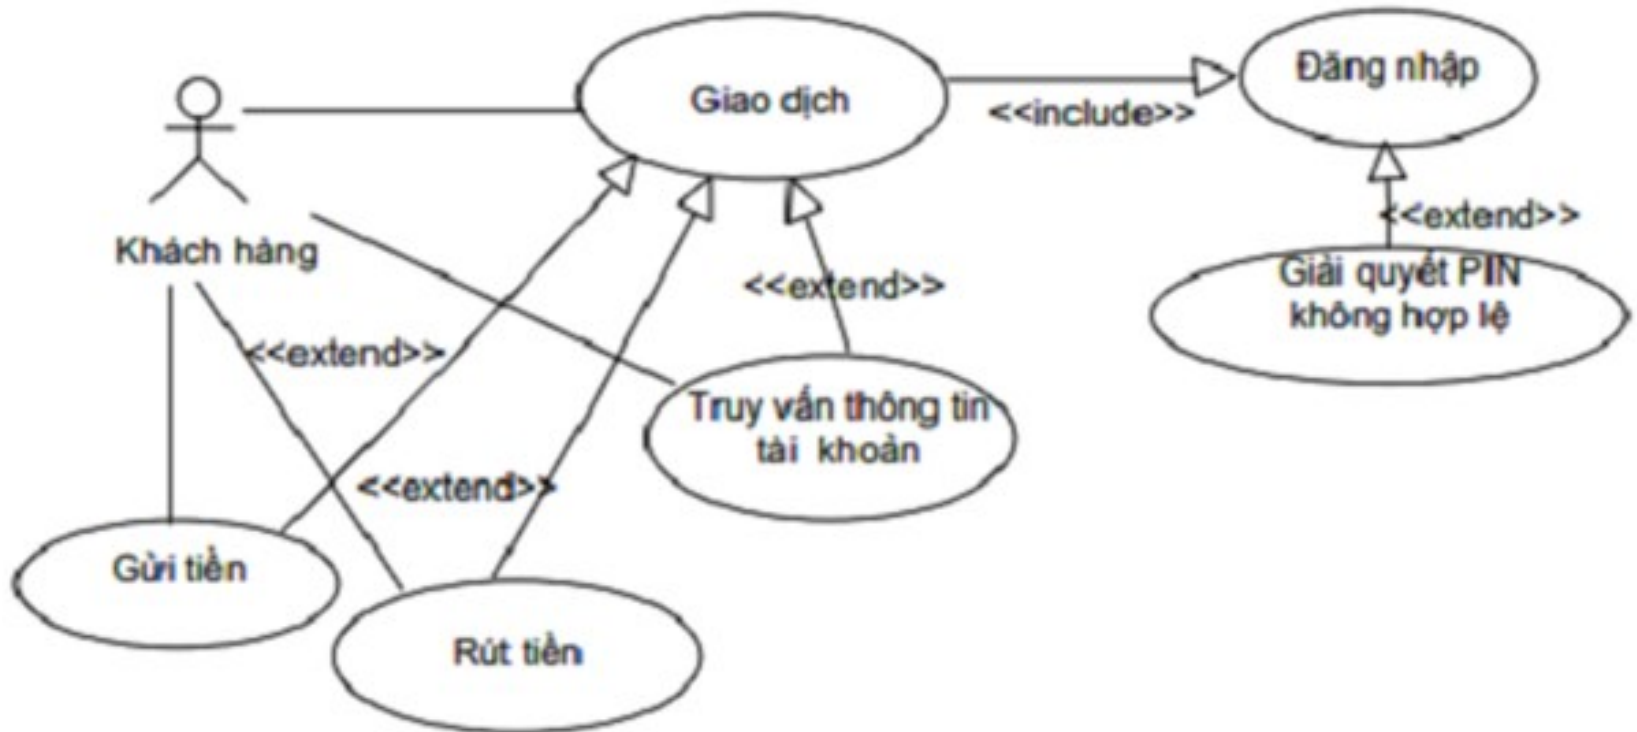 Giao dịch
Đăng nhập
<<include>>
<<extend>>
Khách hàng
Giải quyết PIN
không hợp lệ
<<extend>>
<<extend>>
Truy vấn thông tin
tài khoản
<<extend>>
Gửi tiền
Rút tiền